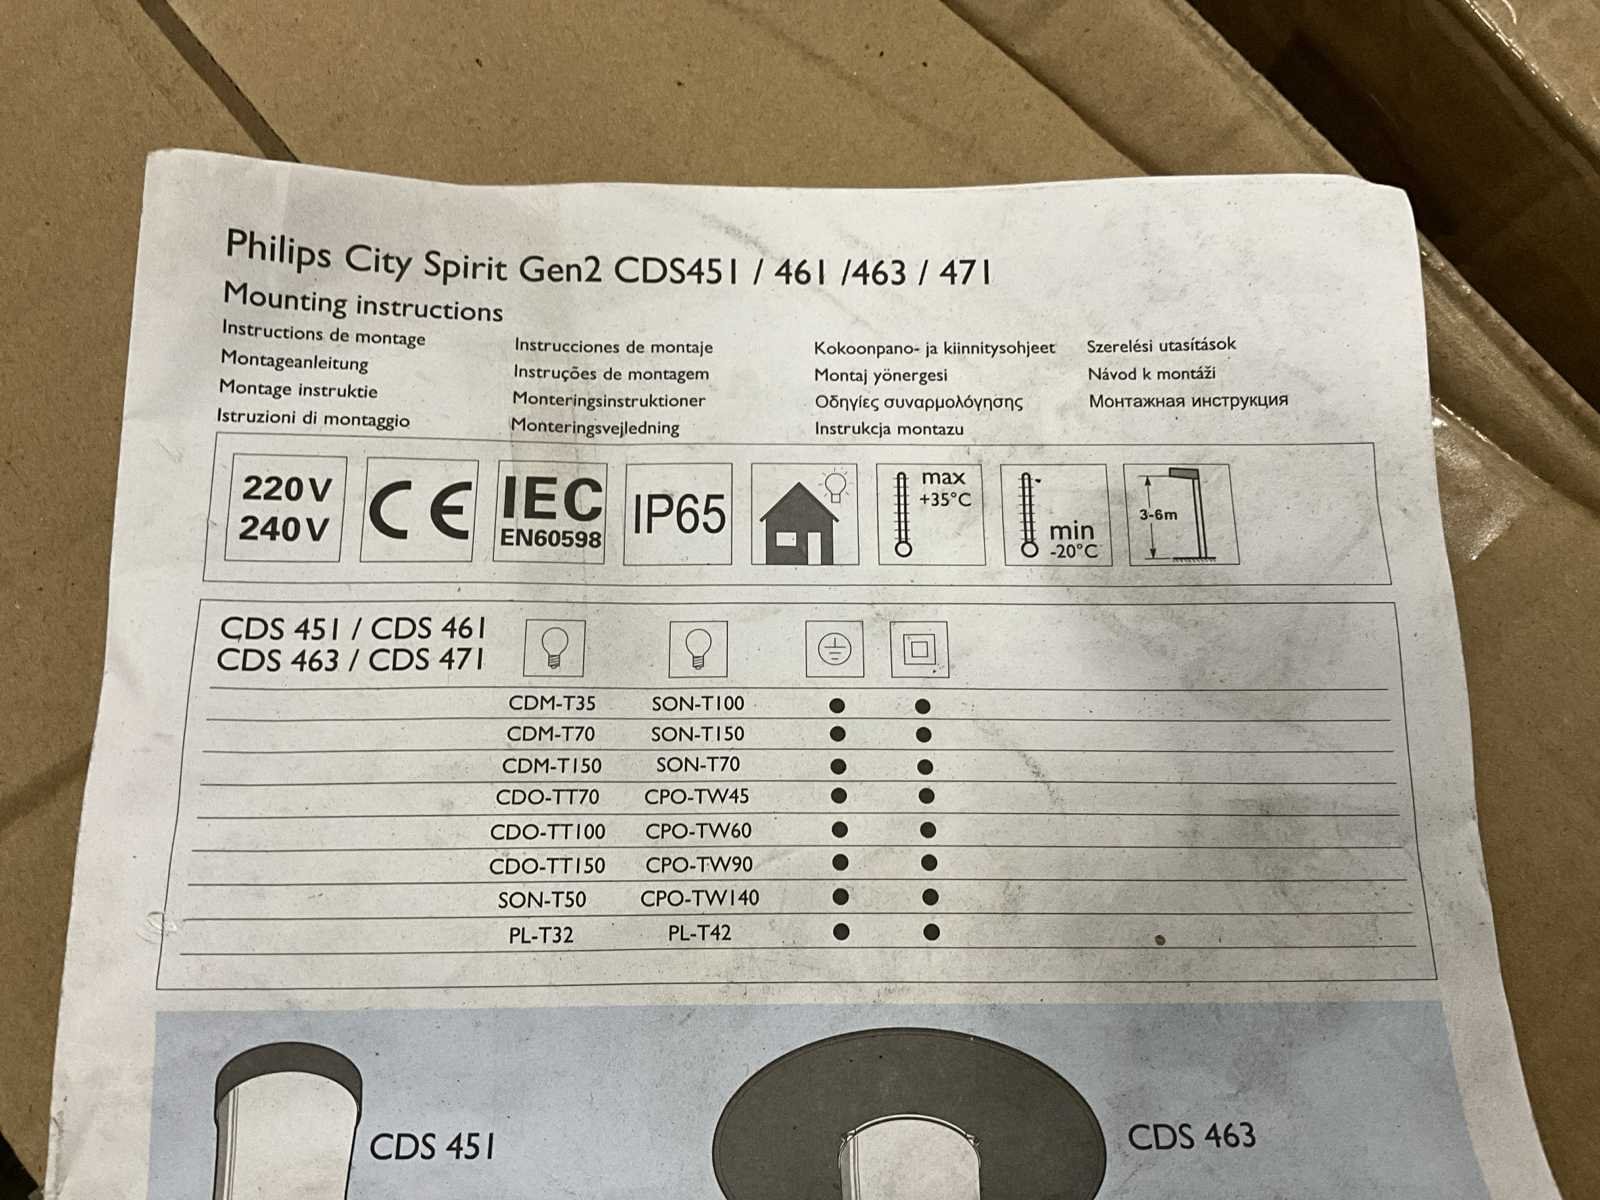 Philips City Spirit Gen2 CDS451 / 461 /463 / 471
Mounting instructions
Instructions de montage
Montageanleitung
Montage instruktie
Istruzioni di montaggio
Instrucciones de montaje
Instruções de montagem
Monteringsinstruktioner
Monteringsvejledning
Kokoonpano- ja kiinnitysohjeet
Montaj yönergesi
Οδηγίες συναρμολόγησης
Instrukcja montazu
Szerelési utasítások
Návod k montáži
Монтажная инструкция
220V
240V
CE
IEC
EN60598
IP65
max
+35°C
min
-20°C
3-6m
CDS 451 / CDS 461
CDS 463 / CDS 471
CDM-T35 SON-T100
CDM-T70 SON-T150
CDM-T150 SON-T70
CDO-TT70 CPO-TW45
CDO-TT100 CPO-TW60
CDO-TT150 CPO-TW90
SON-T50 CPO-TW140
PL-T32 PL-T42
CDS 451
CDS 463